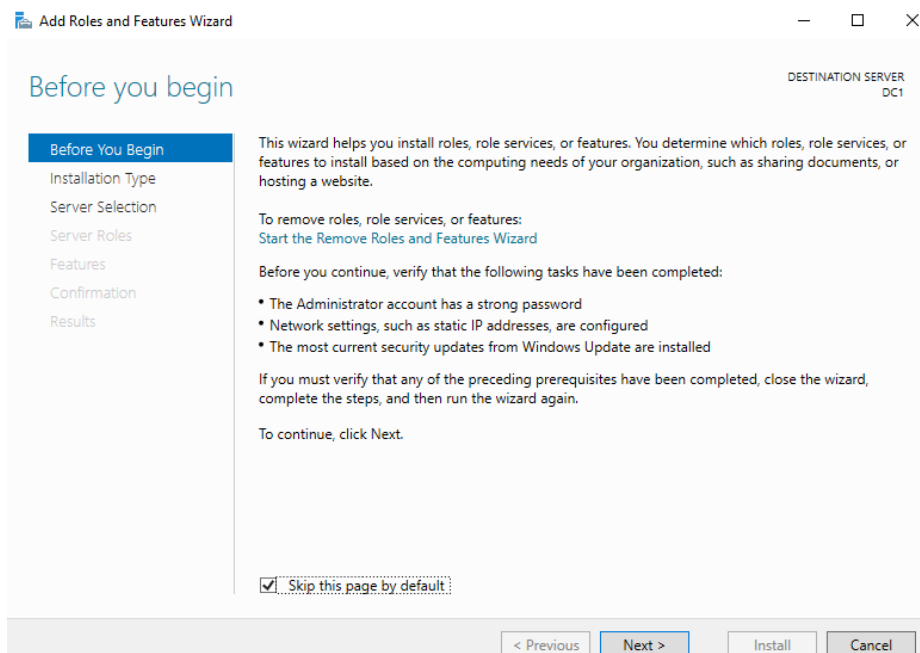 Add Roles and Features Wizard
Before you begin
DESTINATION SERVER
DC1
Before You Begin
Installation Type
Server Selection
Server Roles
Features
Confirmation
Results
This wizard helps you install roles, role services, or features. You determine which roles, role services, or
features to install based on the computing needs of your organization, such as sharing documents, or
hosting a website.
To remove roles, role services, or features:
Start the Remove Roles and Features Wizard
Before you continue, verify that the following tasks have been completed:
• The Administrator account has a strong password
• Network settings, such as static IP addresses, are configured
• The most current security updates from Windows Update are installed
If you must verify that any of the preceding prerequisites have been completed, close the wizard,
complete the steps, and then run the wizard again.
To continue, click Next.
Skip this page by default
< Previous
Next >
Install
Cancel